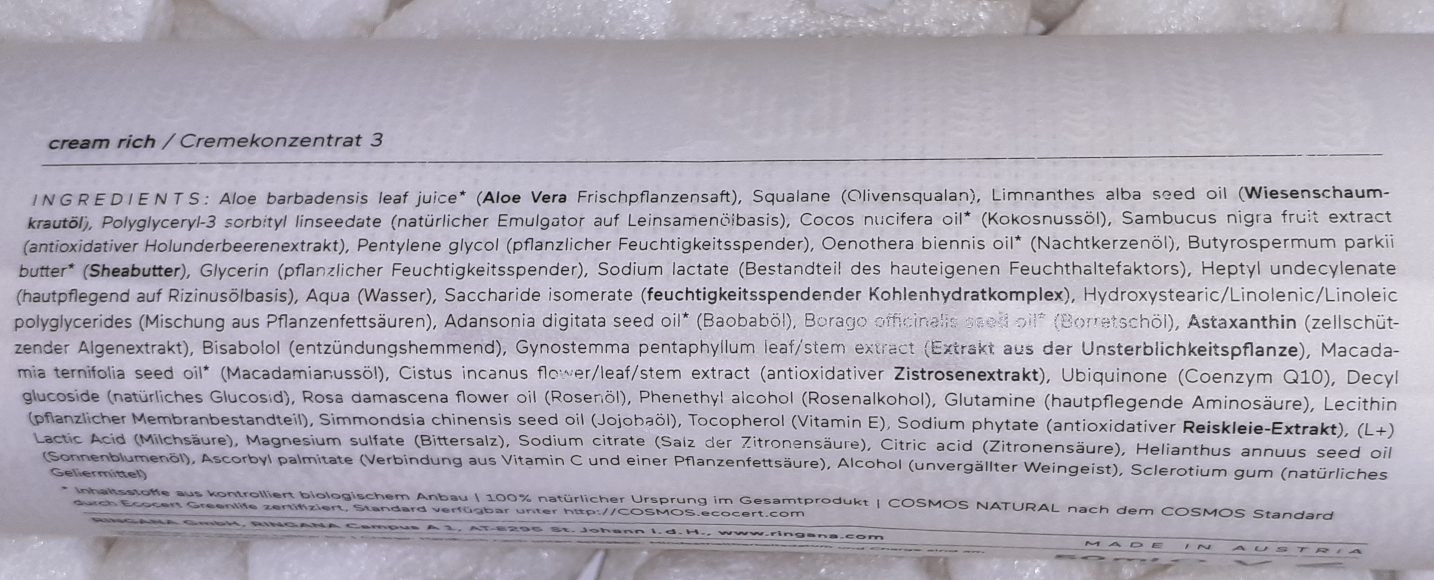 cream rich / Cremekonzentrat 3
INGREDIENTS: Aloe barbadensis leaf juice* (Aloe Vera Frischpflanzensaft), Squalane (Olivensqualan), Limnanthes alba seed oil (Wiesenschaum-
krautöl), Polyglyceryl-3 sorbityl linseedate (natürlicher Emulgator auf Leinsamenölbasis), Cocos nucifera oil* (Kokosnussöl), Sambucus nigra fruit extract
(antioxidativer Holunderbeerenextrakt), Pentylene glycol (pflanzlicher Feuchtigkeitsspender), Oenothera biennis oil* (Nachtkerzenöl), Butyrospermum parkii
butter* (Sheabutter), Glycerin (pflanzlicher Feuchtigkeitsspender), Sodium lactate (Bestandteil des hauteigenen Feuchthaltefaktors), Heptyl undecylenate
(hautpflegend auf Rizinusölbasis), Aqua (Wasser), Saccharide isomerate (feuchtigkeitsspendender Kohlenhydratkomplex), Hydroxystearic/Linolenic/Linoleic
polyglycerides (Mischung aus Pflanzenfettsäuren), Adansonia digitata seed oil* (Baobaböl), Borago officinalis seed oil* (Borretschöl), Astaxanthin (zellschüt-
zender Algenextrakt), Bisabolol (entzündungshemmend), Gynostemma pentaphyllum leaf/stem extract (Extrakt aus der Unsterblichkeitspflanze), Macada-
mia ternifolia seed oil* (Macadamianussöl), Cistus incanus flower/leaf/stem extract (antioxidativer Zistrosenextrakt), Ubiquinone (Coenzym Q10), Decyl
glucoside (natürliches Glucosid), Rosa damascena flower oil (Rosenöl), Phenethyl alcohol (Rosenalkohol), Glutamine (hautpflegende Aminosäure), Lecithin
(pflanzlicher Membranbestandteil), Simmondsia chinensis seed oil (Jojobaöl), Tocopherol (Vitamin E), Sodium phytate (antioxidativer Reiskleie-Extrakt), (L+)
Lactic Acid (Milchsäure), Magnesium sulfate (Bittersalz), Sodium citrate (Salz der Zitronensäure), Citric acid (Zitronensäure), Helianthus annuus seed oil
(Sonnenblumenöl), Ascorbyl palmitate (Verbindung aus Vitamin C und einer Pflanzenfettsäure), Alcohol (unvergällter Weingeist), Sclerotium gum (natürliches
Geliermittel)
* Inhaltsstoffe aus kontrolliert biologischem Anbau | 100% natürlicher Ursprung im Gesamtprodukt | COSMOS NATURAL nach dem COSMOS Standard
durch Ecocert Greenlife zertifiziert, Standard verfügbar unter http://COSMOS.ecocert.com
RINGANA GmbH, RINGANA Campus A 1, AT-8295 St. Johann i. d. H., www.ringana.com
MADE IN AUSTRIA